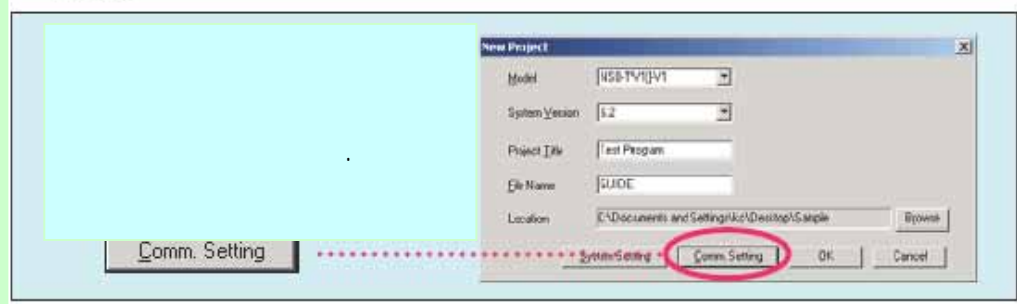 New Project
Model NS8-TV1[]-V1
System Version 6.2
Project Title Test Program
File Name GUIDE
Location C:\Documents and Settings\kc\Desktop\Sample Browse
.
Comm. Setting
System Setting Comm. Setting OK Cancel